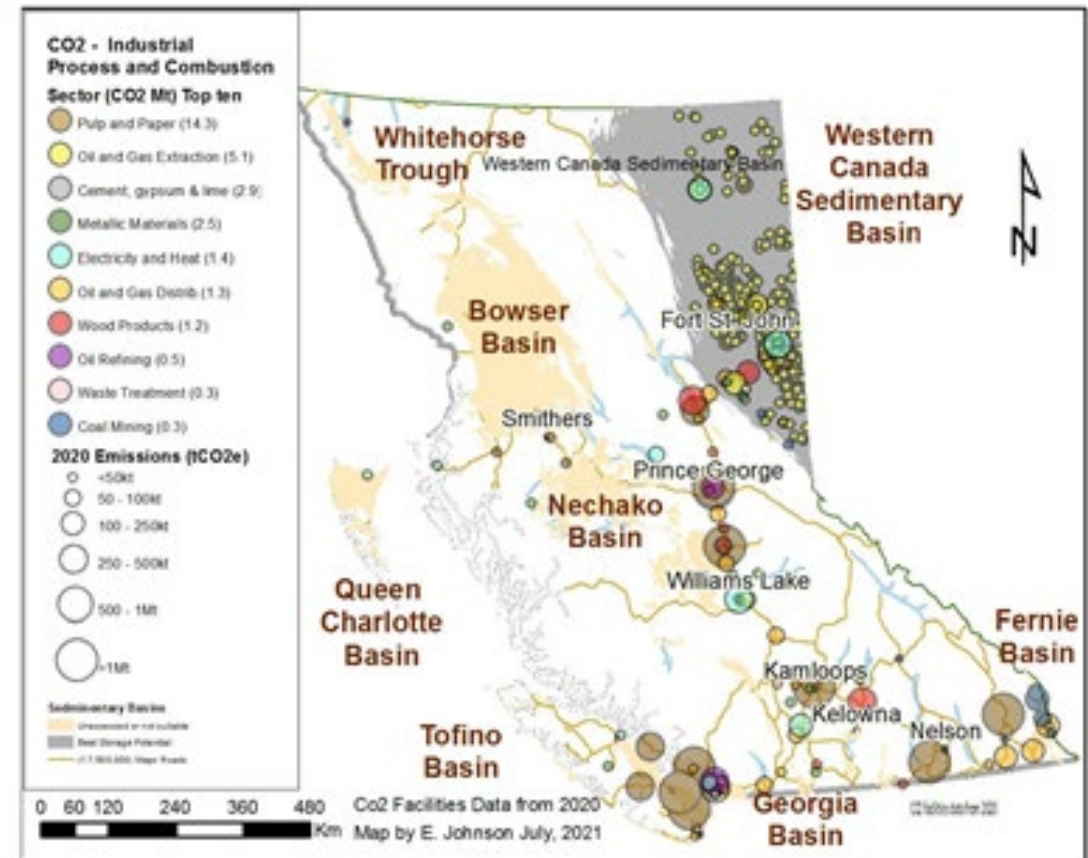 CO2 - Industrial
Process and Combustion
Sector (CO2 Mt) Top ten
Pulp and Paper (14.3)
Oil and Gas Extraction (5.1)
Cement, gypsum & lime (2.9)
Metallic Materials (2.5)
Electricity and Heat (1.4)
Oil and Gas Distrib (1.3)
Wood Products (1.2)
Oil Refining (0.5)
Waste Treatment (0.3)
Coal Mining (0.3)
2020 Emissions (tCO2e)
<50kt
50 - 100kt
100 - 250kt
250 - 500kt
500 - 1Mt
>1Mt
Sedimentary Basins
Best Storage Potential
Major Roads
0 60 120 240 360 480
Km
Co2 Facilities Data from 2020
Map by E. Johnson July, 2021
Whitehorse
Trough
Western Canada Sedimentary Basin
Western
Canada
Sedimentary
Basin
N
Bowser
Basin
Fort St. John
Smithers
Prince George
Nechako
Basin
Williams Lake
Queen
Charlotte
Basin
Fernie
Basin
Kamloops
Kelowna
Nelson
Tofino
Basin
Georgia
Basin
CO2 facilities data from 2020